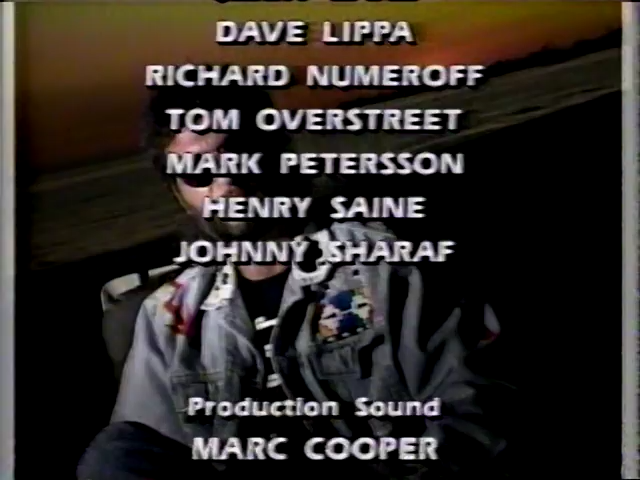 DAVE LIPPA
RICHARD NUMEROFF
TOM OVERSTREET
MARK PETERSSON
HENRY SAINE
JOHNNY SHARAF
Production Sound
MARC COOPER